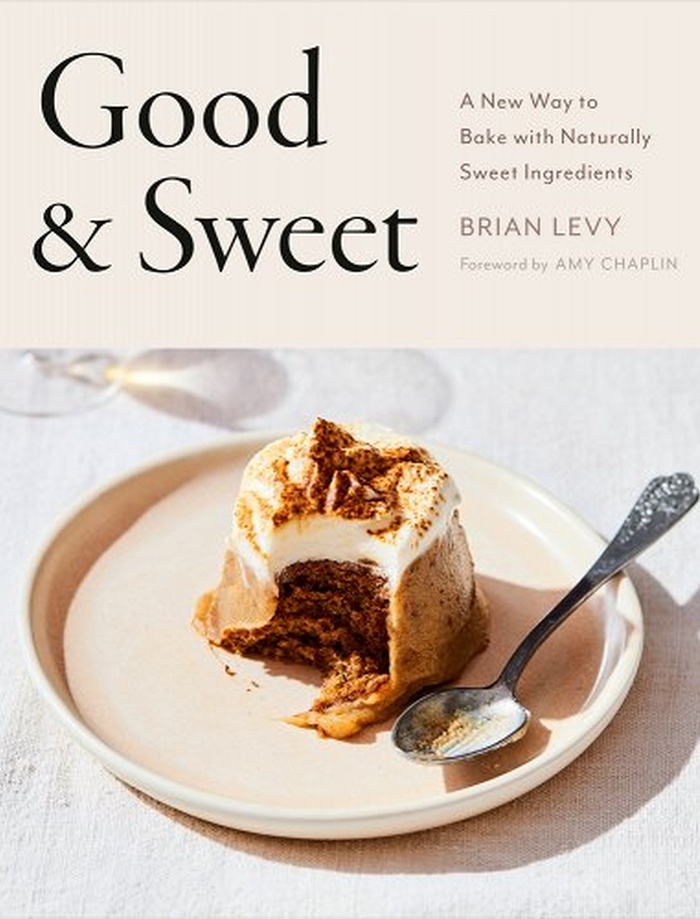 Good
& Sweet
A New Way to
Bake with Naturally
Sweet Ingredients
BRIAN LEVY
Foreword by AMY CHAPLIN